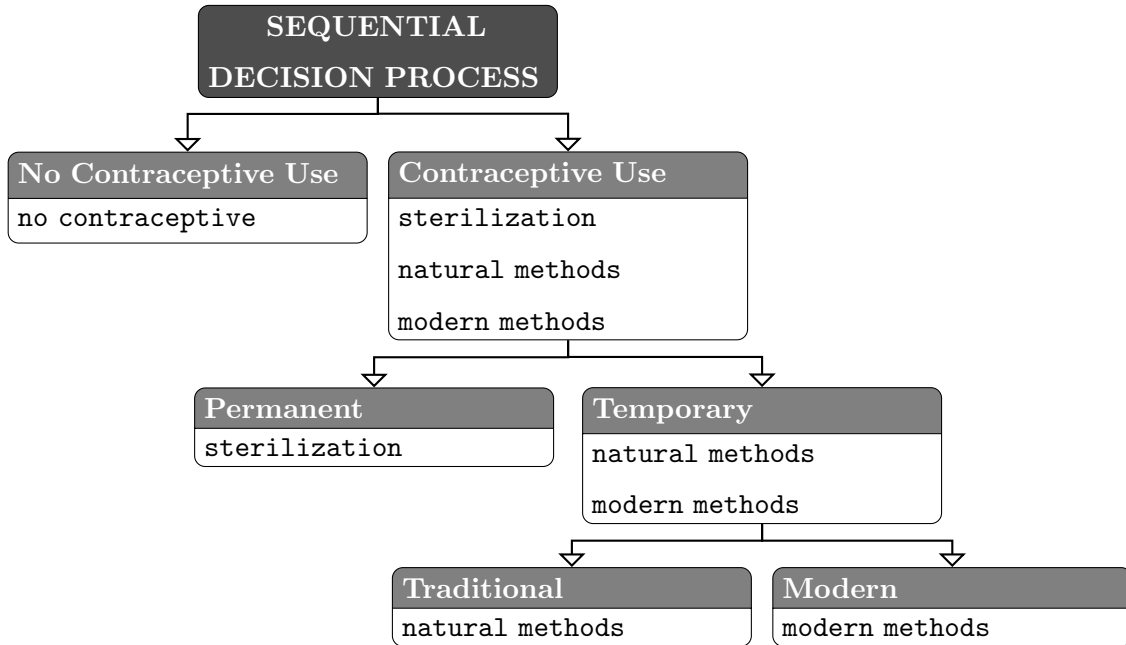 SEQUENTIAL
DECISION PROCESS
No Contraceptive Use
no contraceptive
Contraceptive Use
sterilization
natural methods
modern methods
Permanent
sterilization
Temporary
natural methods
modern methods
Traditional
natural methods
Modern
modern methods